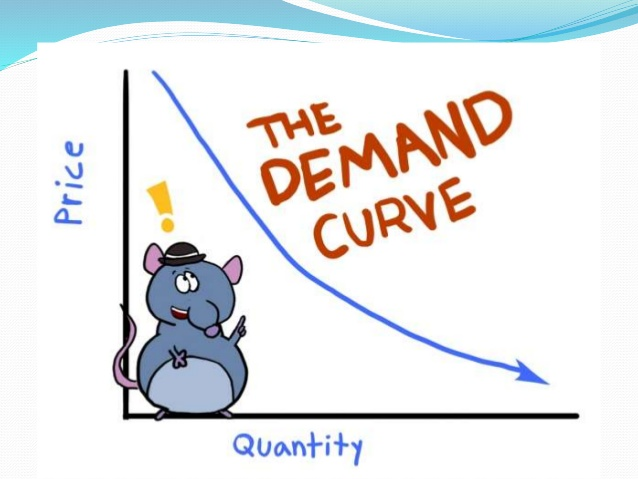 THE
DEMAND
CURVE
Price
!
Quantity